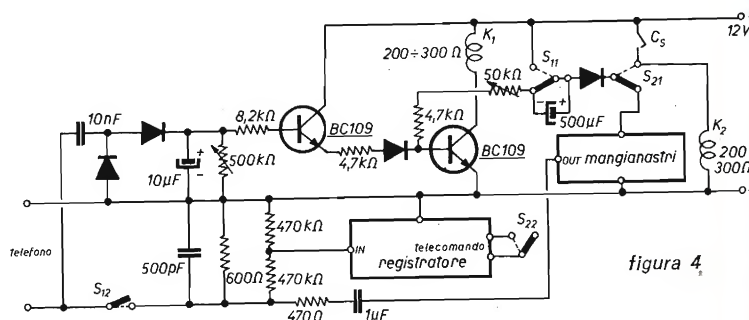 10nF
8,2kΩ
BC109
K1
200÷300Ω
50kΩ
S11
CS
12V
S21
500µF
K2
200
300Ω
10µF
500kΩ
4,7kΩ
4,7kΩ
BC109
OUT mangianastri
telefono
500pF
600Ω
470kΩ
470kΩ
IN
telecomando
registratore
S22
S12
470Ω
1µF
figura 4
+
-
-
+
-